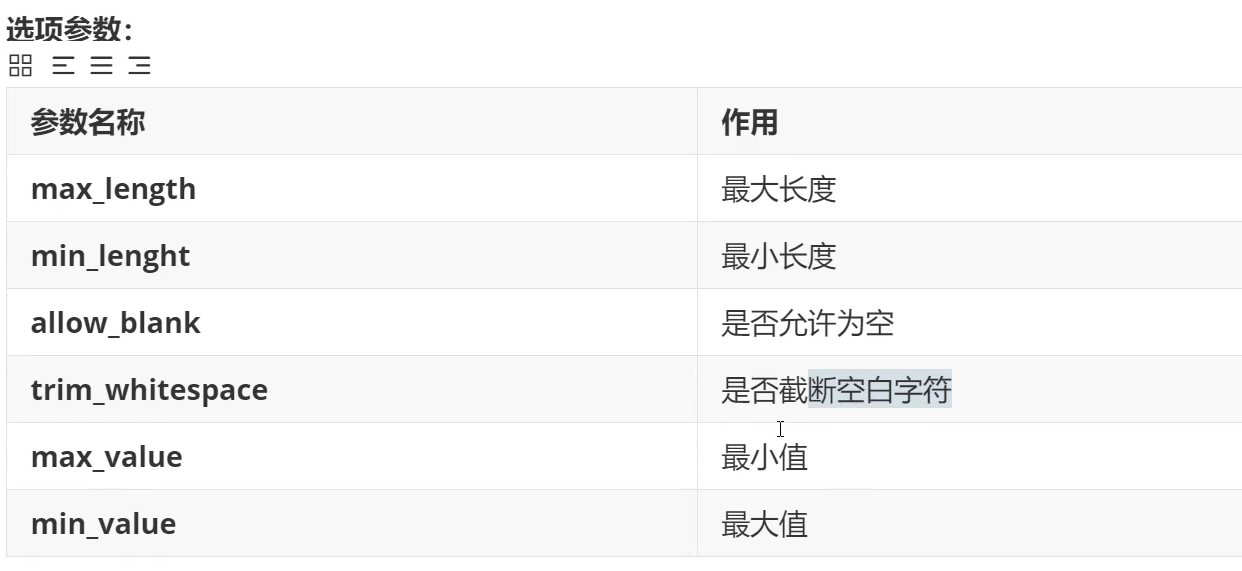 选项参数：
参数名称 作用
max_length 最大长度
min_lenght 最小长度
allow_blank 是否允许为空
trim_whitespace 是否截断空白字符
max_value 最小值
min_value 最大值